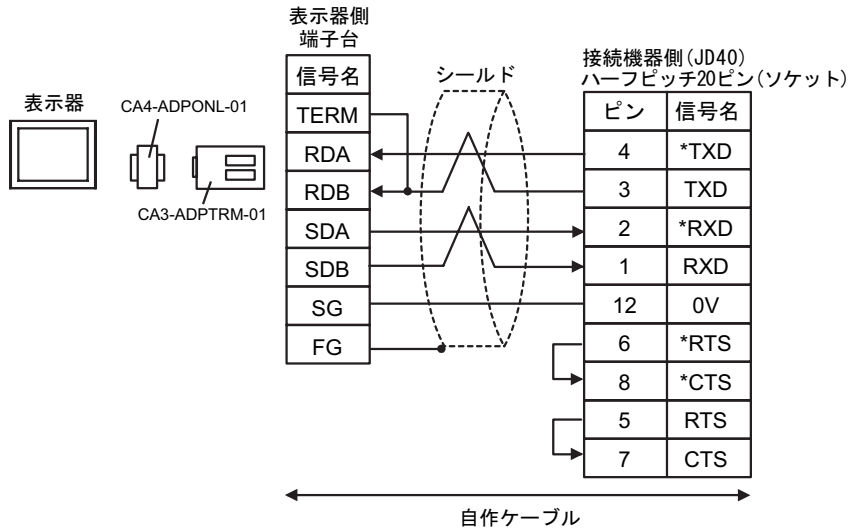 表示器側
端子台
信号名
TERM
RDA
RDB
SDA
SDB
SG
FG
シールド
接続機器側(JD40)
ハーフピッチ20ピン(ソケット)
ピン 信号名
4 *TXD
3 TXD
2 *RXD
1 RXD
12 0V
6 *RTS
8 *CTS
5 RTS
7 CTS
表示器
CA4-ADPONL-01
CA3-ADPTRM-01
自作ケーブル